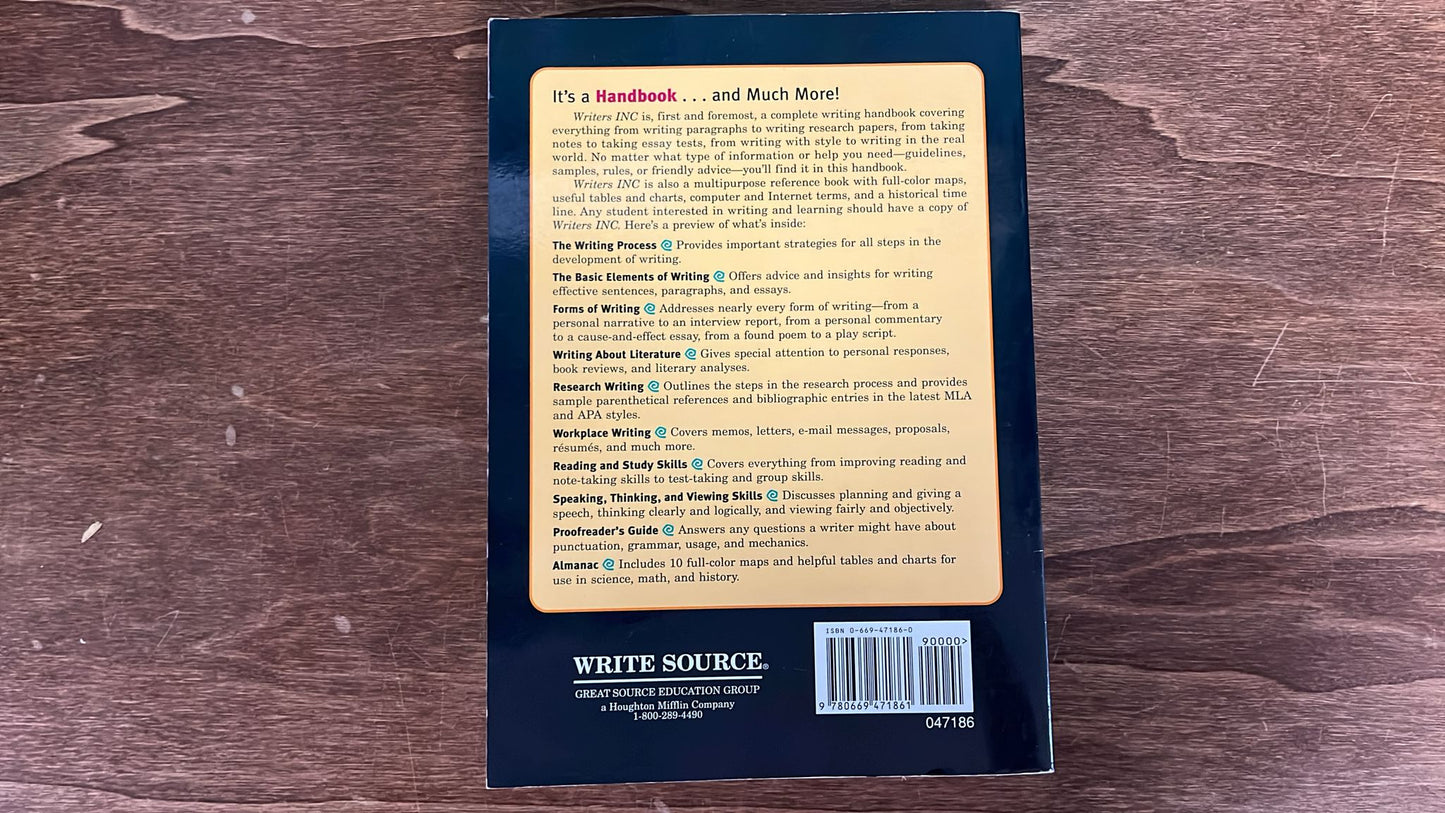 It's a Handbook . . . and Much More!
Writers INC is, first and foremost, a complete writing handbook covering
everything from writing paragraphs to writing research papers, from taking
notes to taking essay tests, from writing with style to writing in the real
world. No matter what type of information or help you need—guidelines,
samples, rules, or friendly advice—you'll find it in this handbook.
Writers INC is also a multipurpose reference book with full-color maps,
useful tables and charts, computer and Internet terms, and a historical time
line. Any student interested in writing and learning should have a copy of
Writers INC. Here's a preview of what's inside:
The Writing Process Provides important strategies for all steps in the
development of writing.
The Basic Elements of Writing Offers advice and insights for writing
effective sentences, paragraphs, and essays.
Forms of Writing Addresses nearly every form of writing—from a
personal narrative to an interview report, from a personal commentary
to a cause-and-effect essay, from a found poem to a play script.
Writing About Literature Gives special attention to personal responses,
book reviews, and literary analyses.
Research Writing Outlines the steps in the research process and provides
sample parenthetical references and bibliographic entries in the latest MLA
and APA styles.
Workplace Writing Covers memos, letters, e-mail messages, proposals,
résumés, and much more.
Reading and Study Skills Covers everything from improving reading and
note-taking skills to test-taking and group skills.
Speaking, Thinking, and Viewing Skills Discusses planning and giving a
speech, thinking clearly and logically, and viewing fairly and objectively.
Proofreader's Guide Answers any questions a writer might have about
punctuation, grammar, usage, and mechanics.
Almanac Includes 10 full-color maps and helpful tables and charts for
use in science, math, and history.
WRITE SOURCE®
GREAT SOURCE EDUCATION GROUP
a Houghton Mifflin Company
1-800-289-4490
ISBN 0-669-47186-0
90000>
9 780669 471861
047186